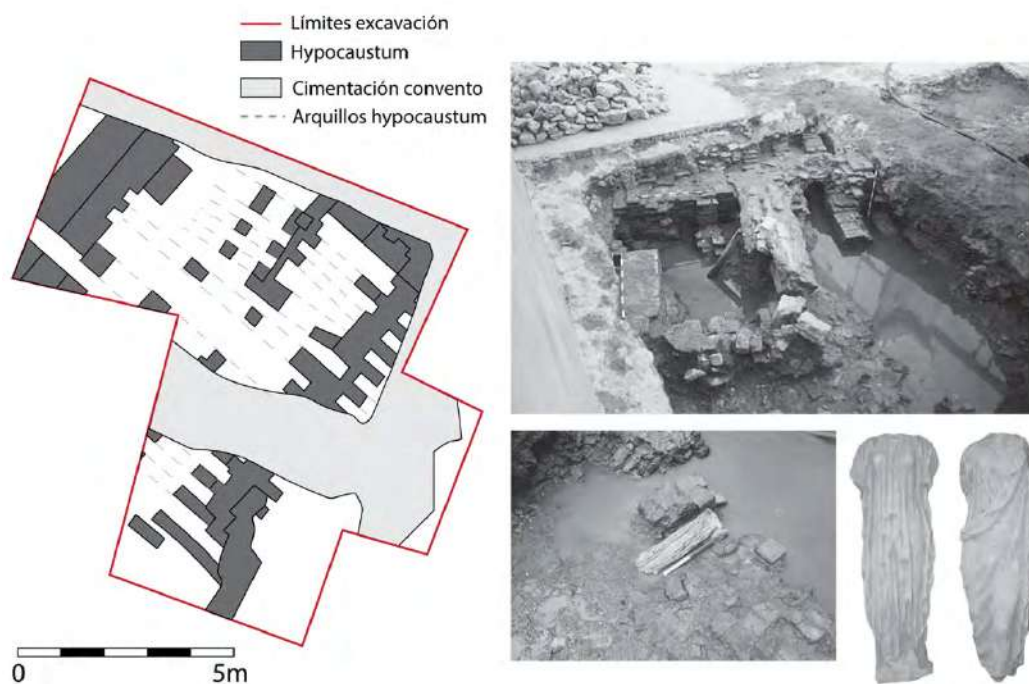 Límites excavación
Hypocaustum
Cimentación convento
Arquillos hypocaustum
0 5m